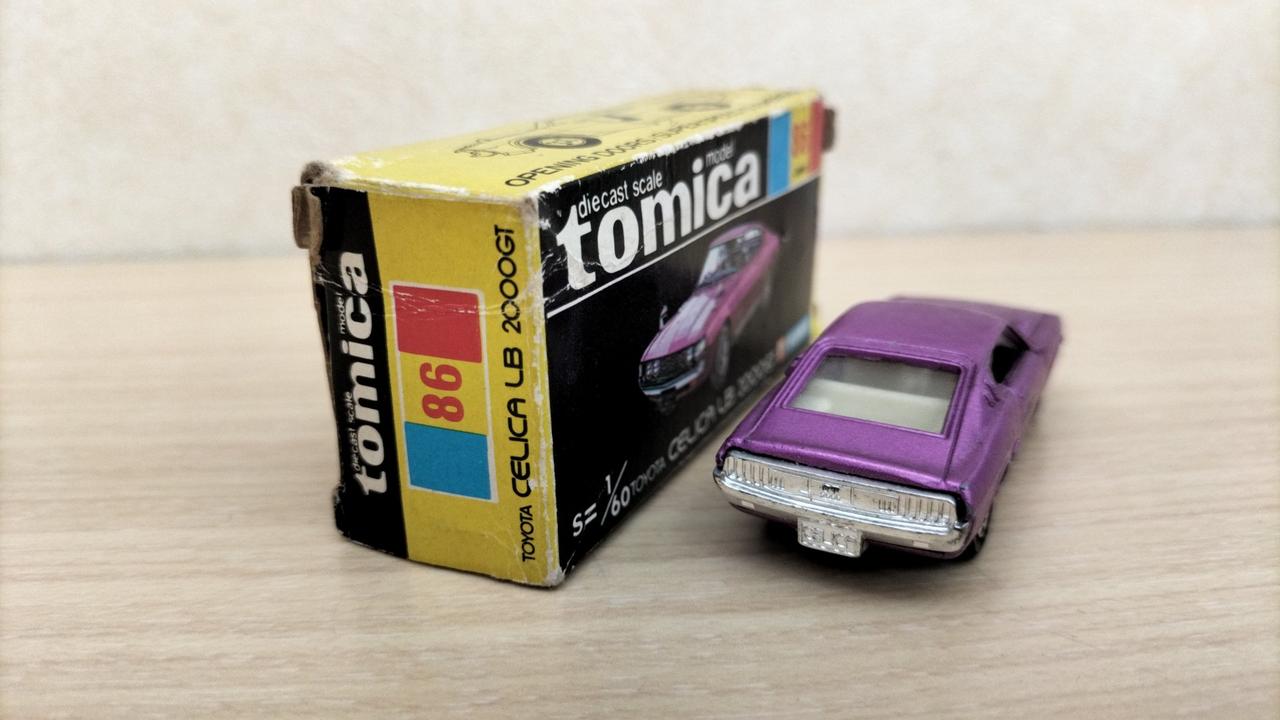 OPENING DOORS
diecast scale model
tomica
86
S=1/60 TOYOTA CELICA LB 2000GT
diecast scale model
tomica
86
TOYOTA CELICA LB 2000GT